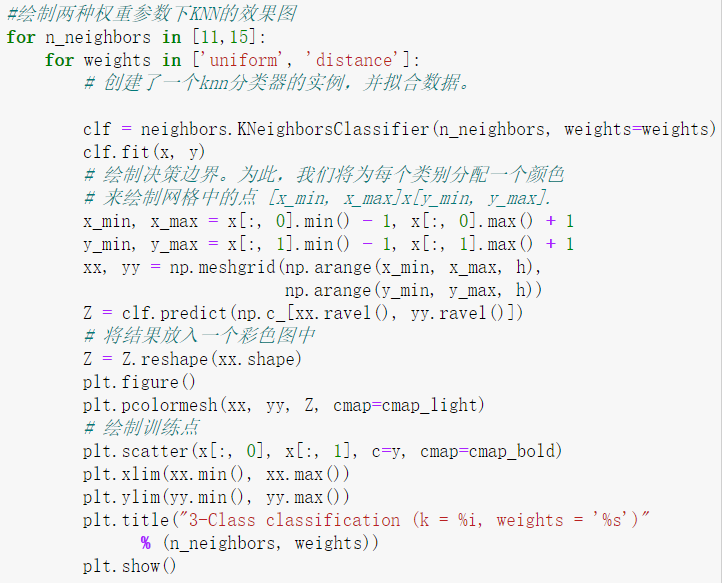 #绘制两种权重参数下KNN的效果图
for n_neighbors in [11,15]:
    for weights in ['uniform', 'distance']:
        # 创建了一个knn分类器的实例，并拟合数据。

        clf = neighbors.KNeighborsClassifier(n_neighbors, weights=weights)
        clf.fit(x, y)
        # 绘制决策边界。为此，我们将为每个类别分配一个颜色
        # 来绘制网格中的点 [x_min, x_max]x[y_min, y_max].
        x_min, x_max = x[:, 0].min() - 1, x[:, 0].max() + 1
        y_min, y_max = x[:, 1].min() - 1, x[:, 1].max() + 1
        xx, yy = np.meshgrid(np.arange(x_min, x_max, h),
                             np.arange(y_min, y_max, h))
        Z = clf.predict(np.c_[xx.ravel(), yy.ravel()])
        # 将结果放入一个彩色图中
        Z = Z.reshape(xx.shape)
        plt.figure()
        plt.pcolormesh(xx, yy, Z, cmap=cmap_light)
        # 绘制训练点
        plt.scatter(x[:, 0], x[:, 1], c=y, cmap=cmap_bold)
        plt.xlim(xx.min(), xx.max())
        plt.ylim(yy.min(), yy.max())
        plt.title("3-Class classification (k = %i, weights = '%s')"
              % (n_neighbors, weights))
        plt.show()